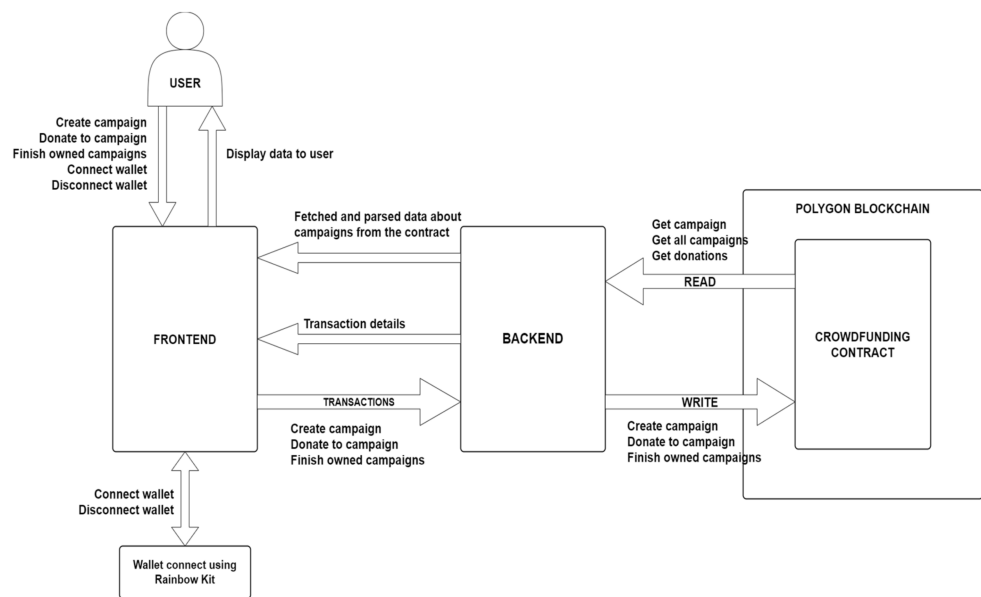 USER
Create campaign
Donate to campaign
Finish owned campaigns
Connect wallet
Disconnect wallet
Display data to user
Fetched and parsed data about
campaigns from the contract
Transaction details
FRONTEND
TRANSACTIONS
Create campaign
Donate to campaign
Finish owned campaigns
BACKEND
Get campaign
Get all campaigns
Get donations
READ
WRITE
Create campaign
Donate to campaign
Finish owned campaigns
POLYGON BLOCKCHAIN
CROWDFUNDING
CONTRACT
Connect wallet
Disconnect wallet
Wallet connect using
Rainbow Kit